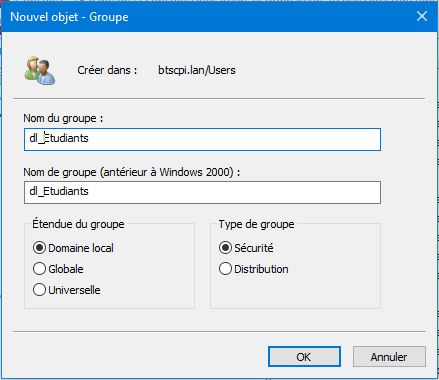 Nouvel objet - Groupe
Créer dans : btscpi.lan/Users
Nom du groupe :
dl_Etudiants
Nom de groupe (antérieur à Windows 2000) :
dl_Etudiants
Étendue du groupe
Domaine local
Globale
Universelle
Type de groupe
Sécurité
Distribution
OK
Annuler